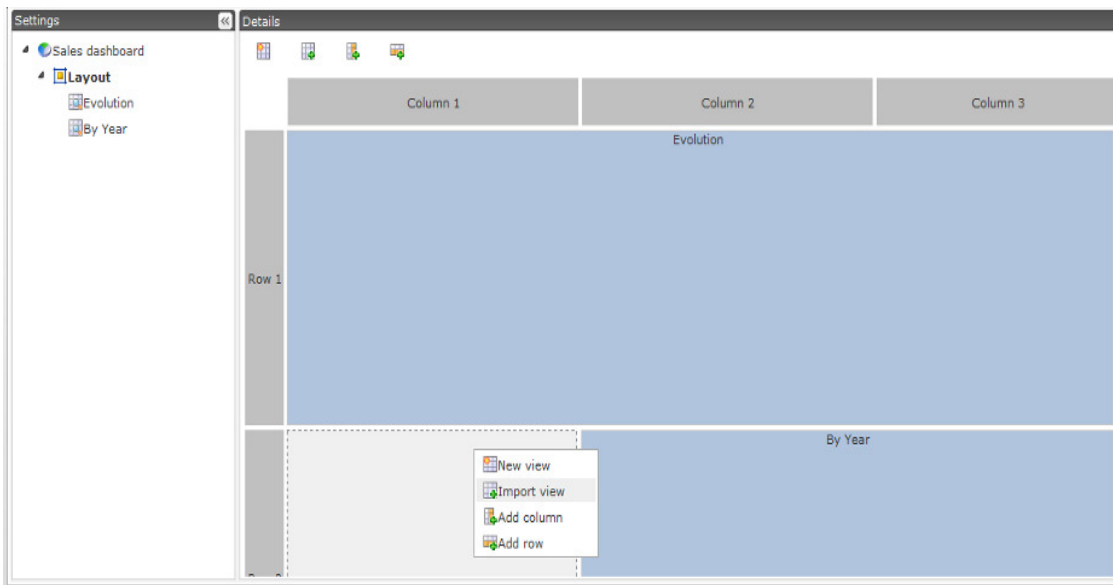 Settings
Details
Sales dashboard
Layout
Evolution
By Year
Column 1
Column 2
Column 3
Evolution
Row 1
By Year
New view
Import view
Add column
Add row